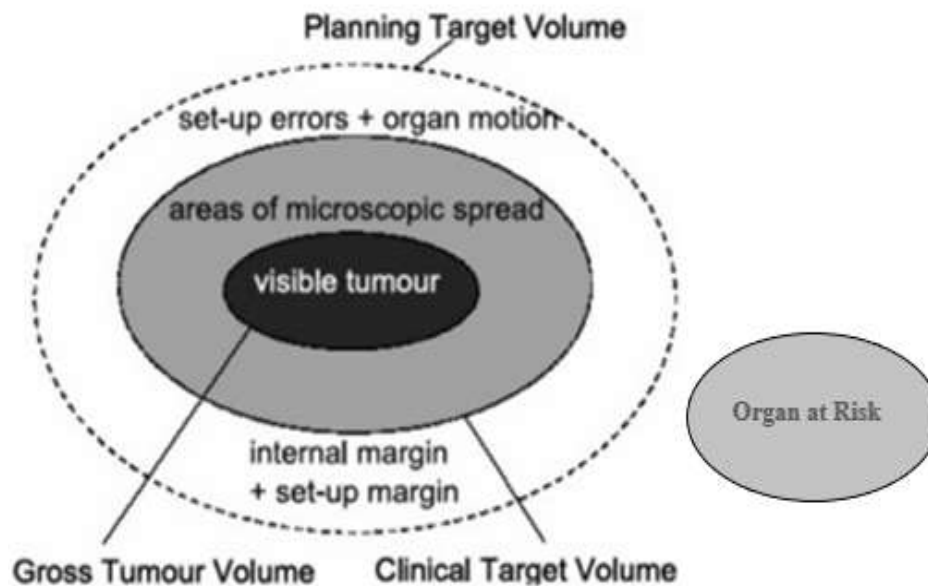 Planning Target Volume
set-up errors + organ motion
areas of microscopic spread
visible tumour
Organ at Risk
internal margin
+ set-up margin
Gross Tumour Volume
Clinical Target Volume